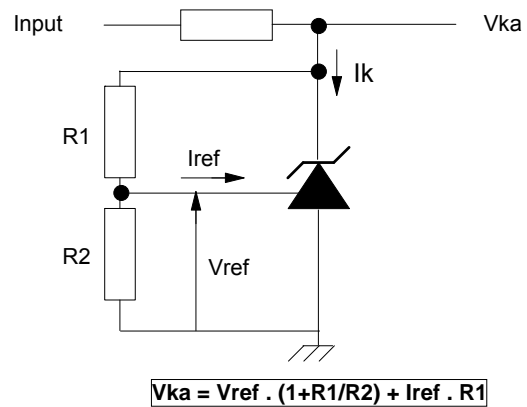 Input Vka
Ik
R1
Iref
R2
Vref
Vka = Vref . (1+R1/R2) + Iref . R1